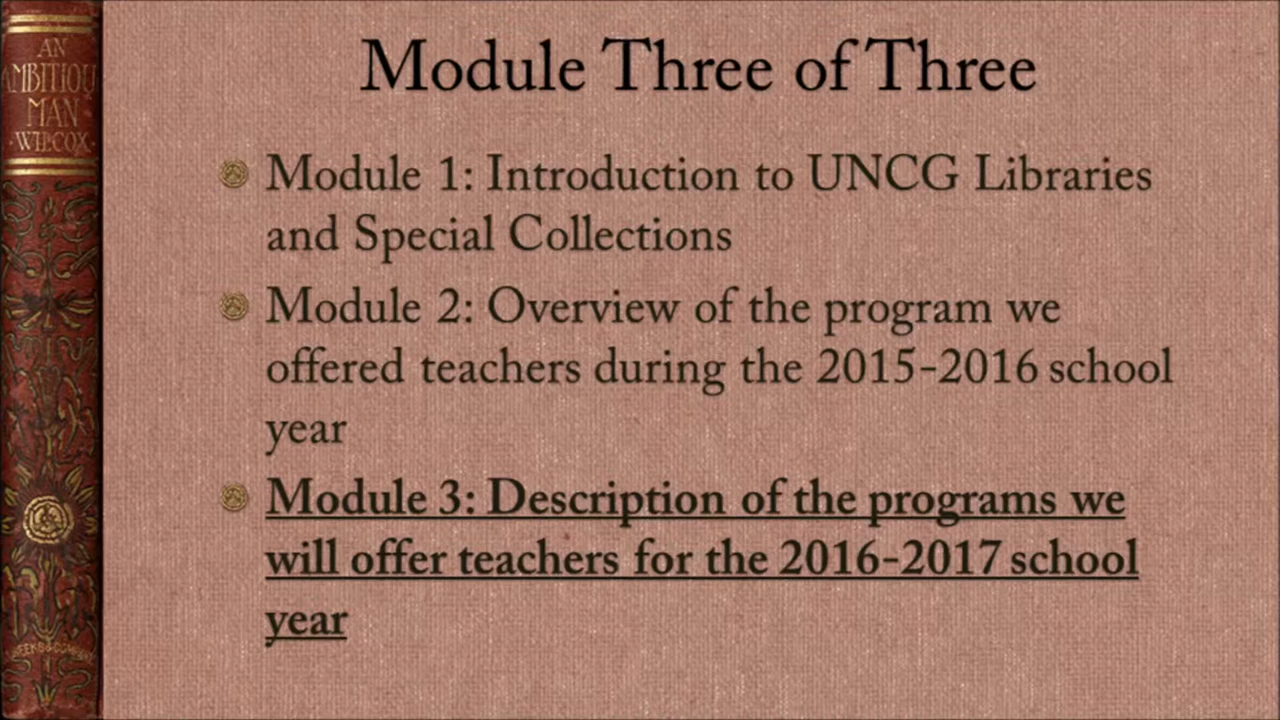 AN
AMBITIOU
MAN
WILCOX
Module Three of Three
Module 1: Introduction to UNCG Libraries
and Special Collections
Module 2: Overview of the program we
offered teachers during the 2015-2016 school
year
Module 3: Description of the programs we
will offer teachers for the 2016-2017 school
year